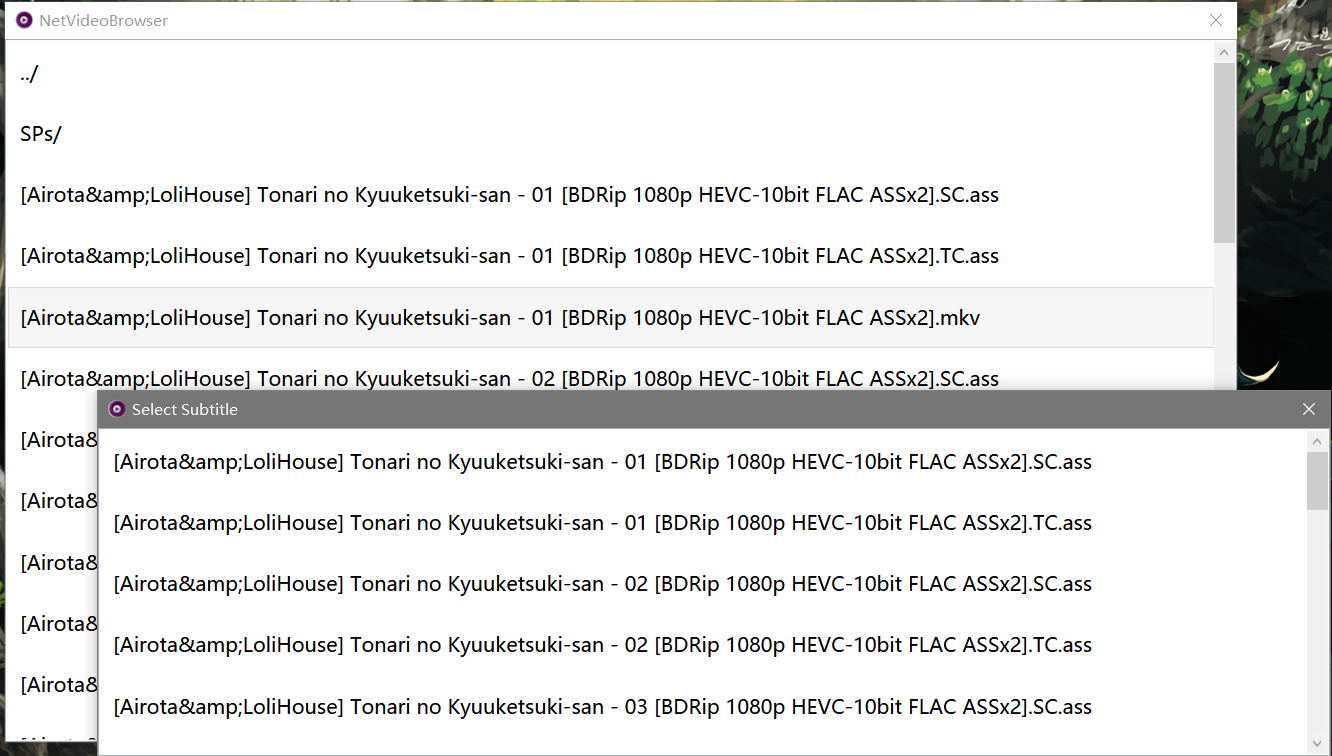 NetVideoBrowser
../
SPs/
[Airota&amp;LoliHouse] Tonari no Kyuuketsuki-san - 01 [BDRip 1080p HEVC-10bit FLAC ASSx2].SC.ass
[Airota&amp;LoliHouse] Tonari no Kyuuketsuki-san - 01 [BDRip 1080p HEVC-10bit FLAC ASSx2].TC.ass
[Airota&amp;LoliHouse] Tonari no Kyuuketsuki-san - 01 [BDRip 1080p HEVC-10bit FLAC ASSx2].mkv
[Airota&amp;LoliHouse] Tonari no Kyuuketsuki-san - 02 [BDRip 1080p HEVC-10bit FLAC ASSx2].SC.ass
[Airota&
[Airota&
[Airota&
[Airota&
[Airota&
Select Subtitle
[Airota&amp;LoliHouse] Tonari no Kyuuketsuki-san - 01 [BDRip 1080p HEVC-10bit FLAC ASSx2].SC.ass
[Airota&amp;LoliHouse] Tonari no Kyuuketsuki-san - 01 [BDRip 1080p HEVC-10bit FLAC ASSx2].TC.ass
[Airota&amp;LoliHouse] Tonari no Kyuuketsuki-san - 02 [BDRip 1080p HEVC-10bit FLAC ASSx2].SC.ass
[Airota&amp;LoliHouse] Tonari no Kyuuketsuki-san - 02 [BDRip 1080p HEVC-10bit FLAC ASSx2].TC.ass
[Airota&amp;LoliHouse] Tonari no Kyuuketsuki-san - 03 [BDRip 1080p HEVC-10bit FLAC ASSx2].SC.ass